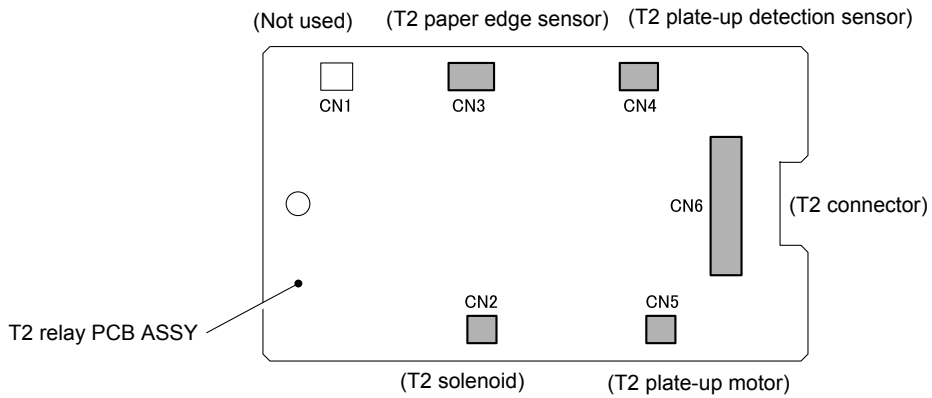 (Not used) (T2 paper edge sensor) (T2 plate-up detection sensor)
CN1 CN3 CN4
CN6 (T2 connector)
CN2 CN5
T2 relay PCB ASSY
(T2 solenoid) (T2 plate-up motor)